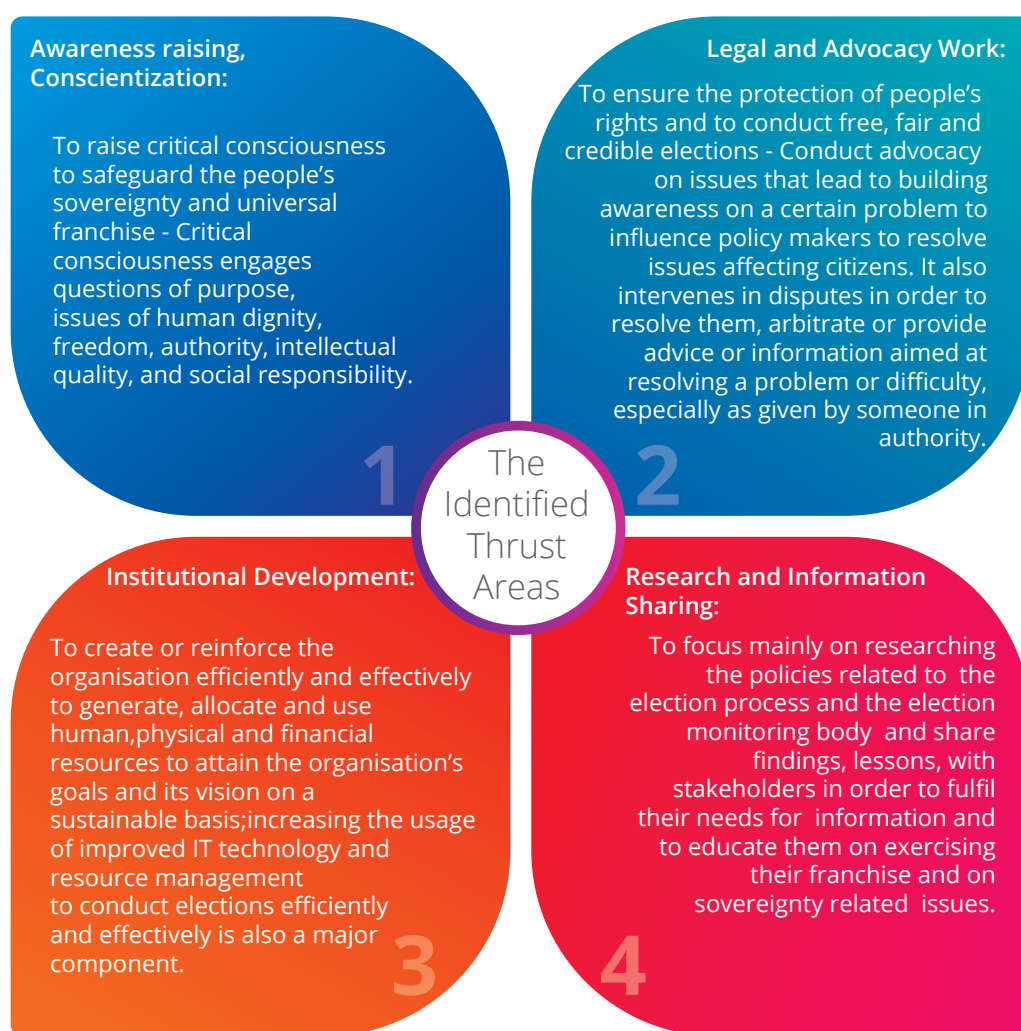 Awareness raising,
Conscientization:
To raise critical consciousness
to safeguard the people's
sovereignty and universal
franchise - Critical
consciousness engages
questions of purpose,
issues of human dignity,
freedom, authority, intellectual
quality, and social responsibility.
1
Legal and Advocacy Work:
To ensure the protection of people's
rights and to conduct free, fair and
credible elections - Conduct advocacy
on issues that lead to building
awareness on a certain problem to
influence policy makers to resolve
issues affecting citizens. It also
intervenes in disputes in order to
resolve them, arbitrate or provide
advice or information aimed at
resolving a problem or difficulty,
especially as given by someone in
authority.
2
The
Identified
Thrust
Areas
Institutional Development:
To create or reinforce the
organisation efficiently and effectively
to generate, allocate and use
human,physical and financial
resources to attain the organisation's
goals and its vision on a
sustainable basis;increasing the usage
of improved IT technology and
resource management
to conduct elections efficiently
and effectively is also a major
component.
3
Research and Information
Sharing:
To focus mainly on researching
the policies related to  the
election process and the election
monitoring body  and share
findings, lessons, with
stakeholders in order to fulfil
their needs for  information and
to educate them on exercising
their franchise and on
sovereignty related  issues.
4